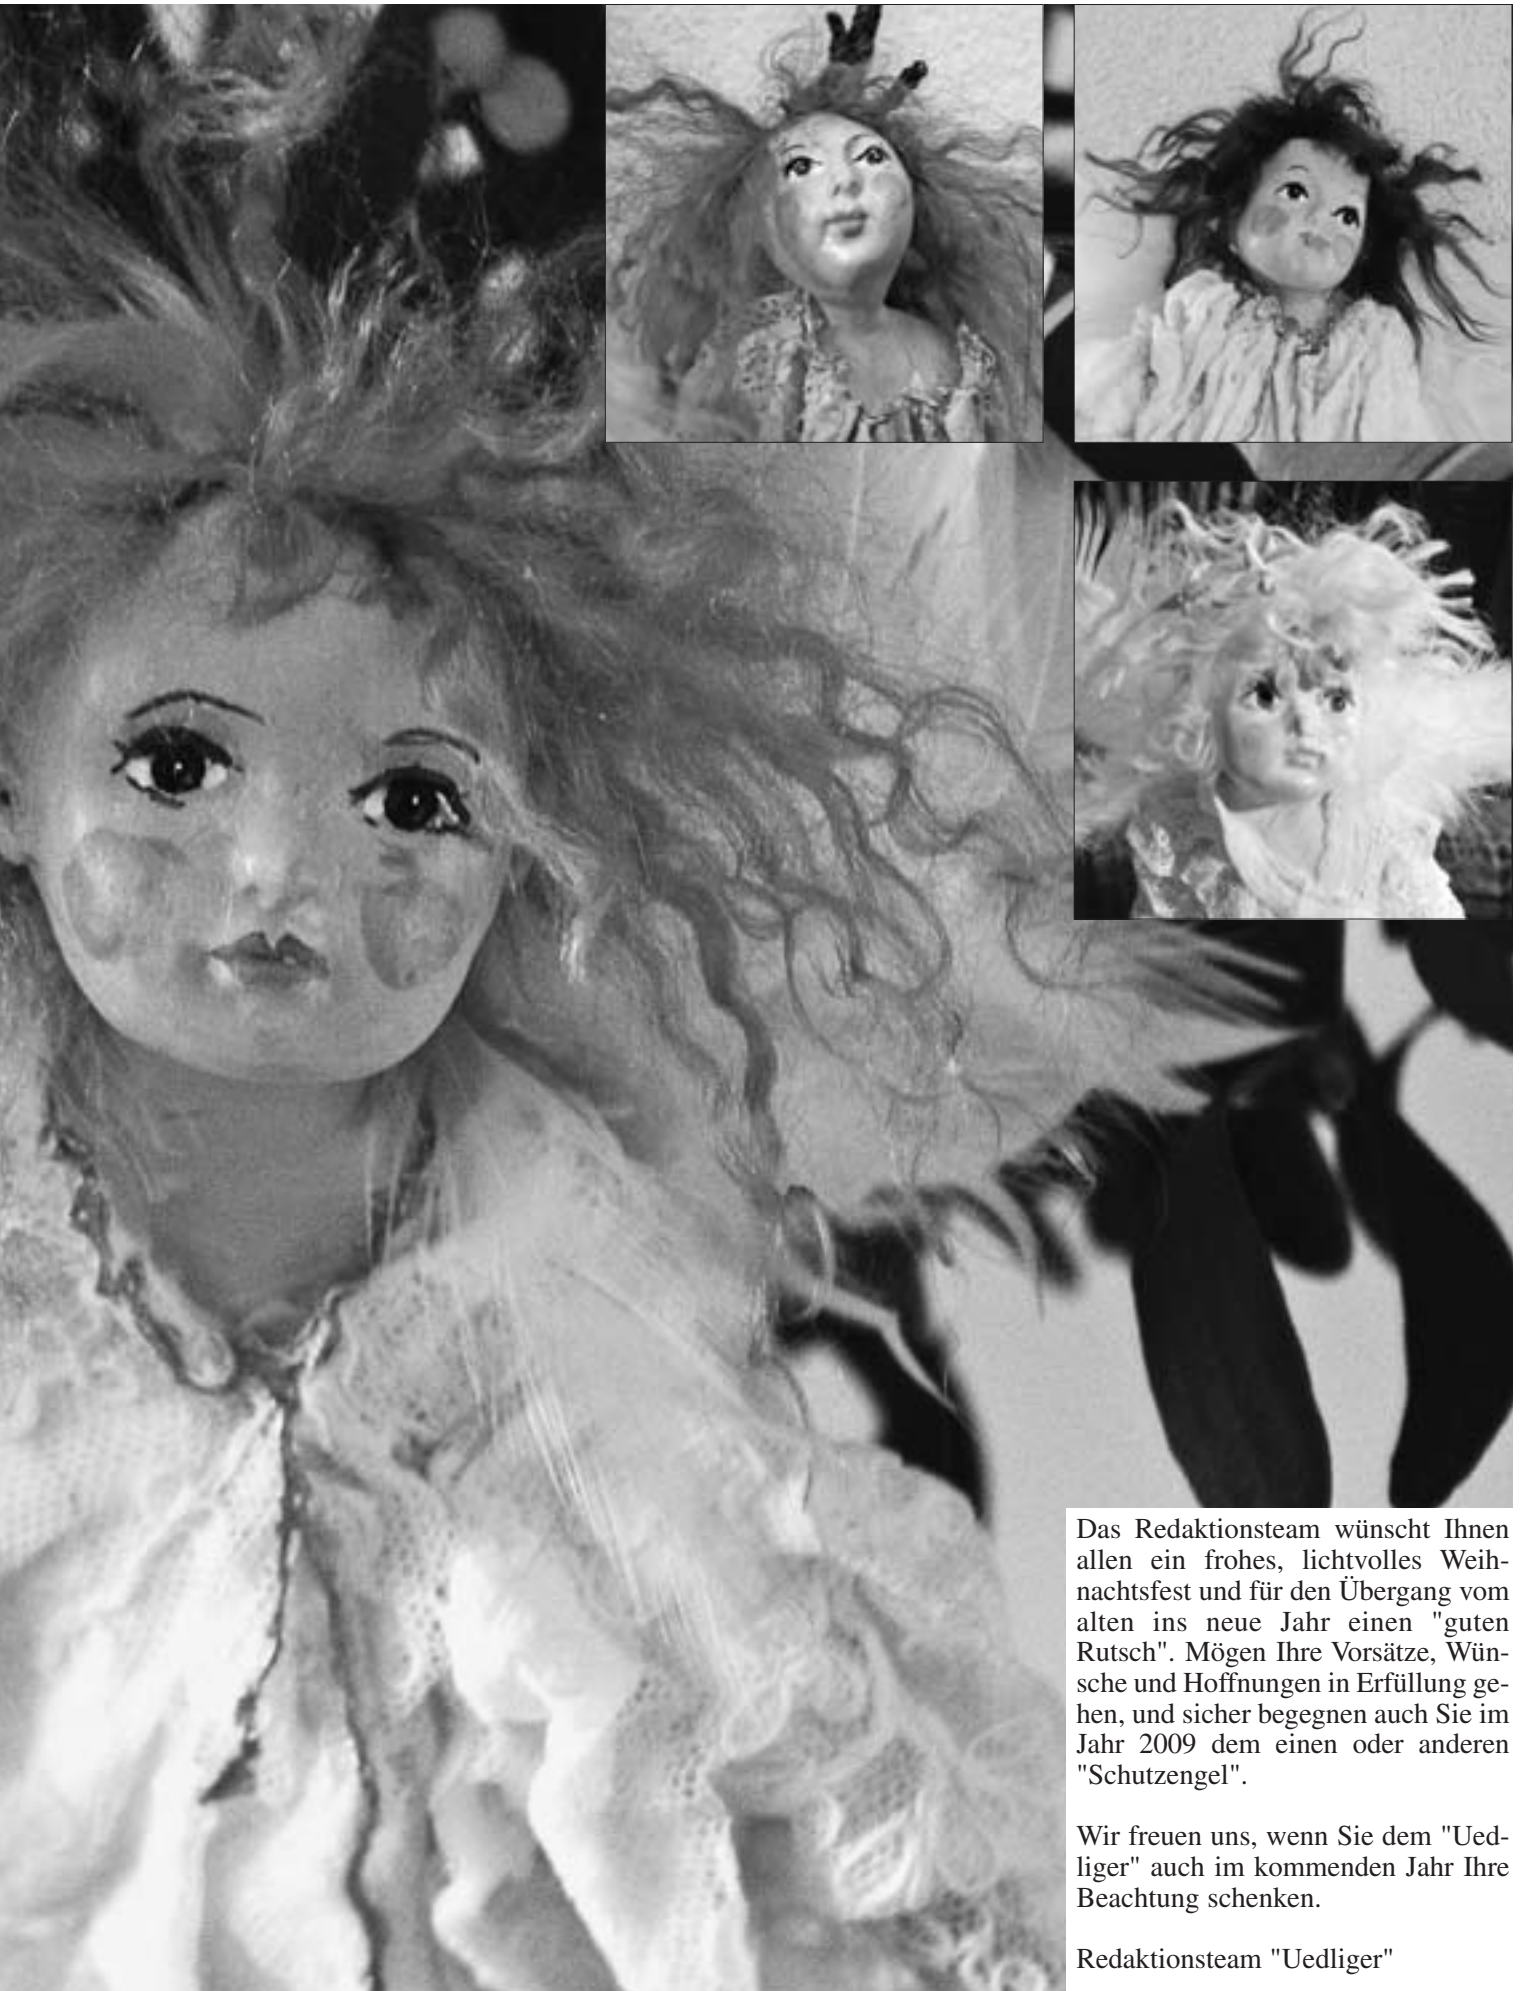 Das Redaktionsteam wünscht Ihnen
allen ein frohes, lichtvolles Weih-
nachtsfest und für den Übergang vom
alten ins neue Jahr einen "guten
Rutsch". Mögen Ihre Vorsätze, Wün-
sche und Hoffnungen in Erfüllung ge-
hen, und sicher begegnen auch Sie im
Jahr 2009 dem einen oder anderen
"Schutzengel".

Wir freuen uns, wenn Sie dem "Ued-
liger" auch im kommenden Jahr Ihre
Beachtung schenken.

Redaktionsteam "Uedliger"